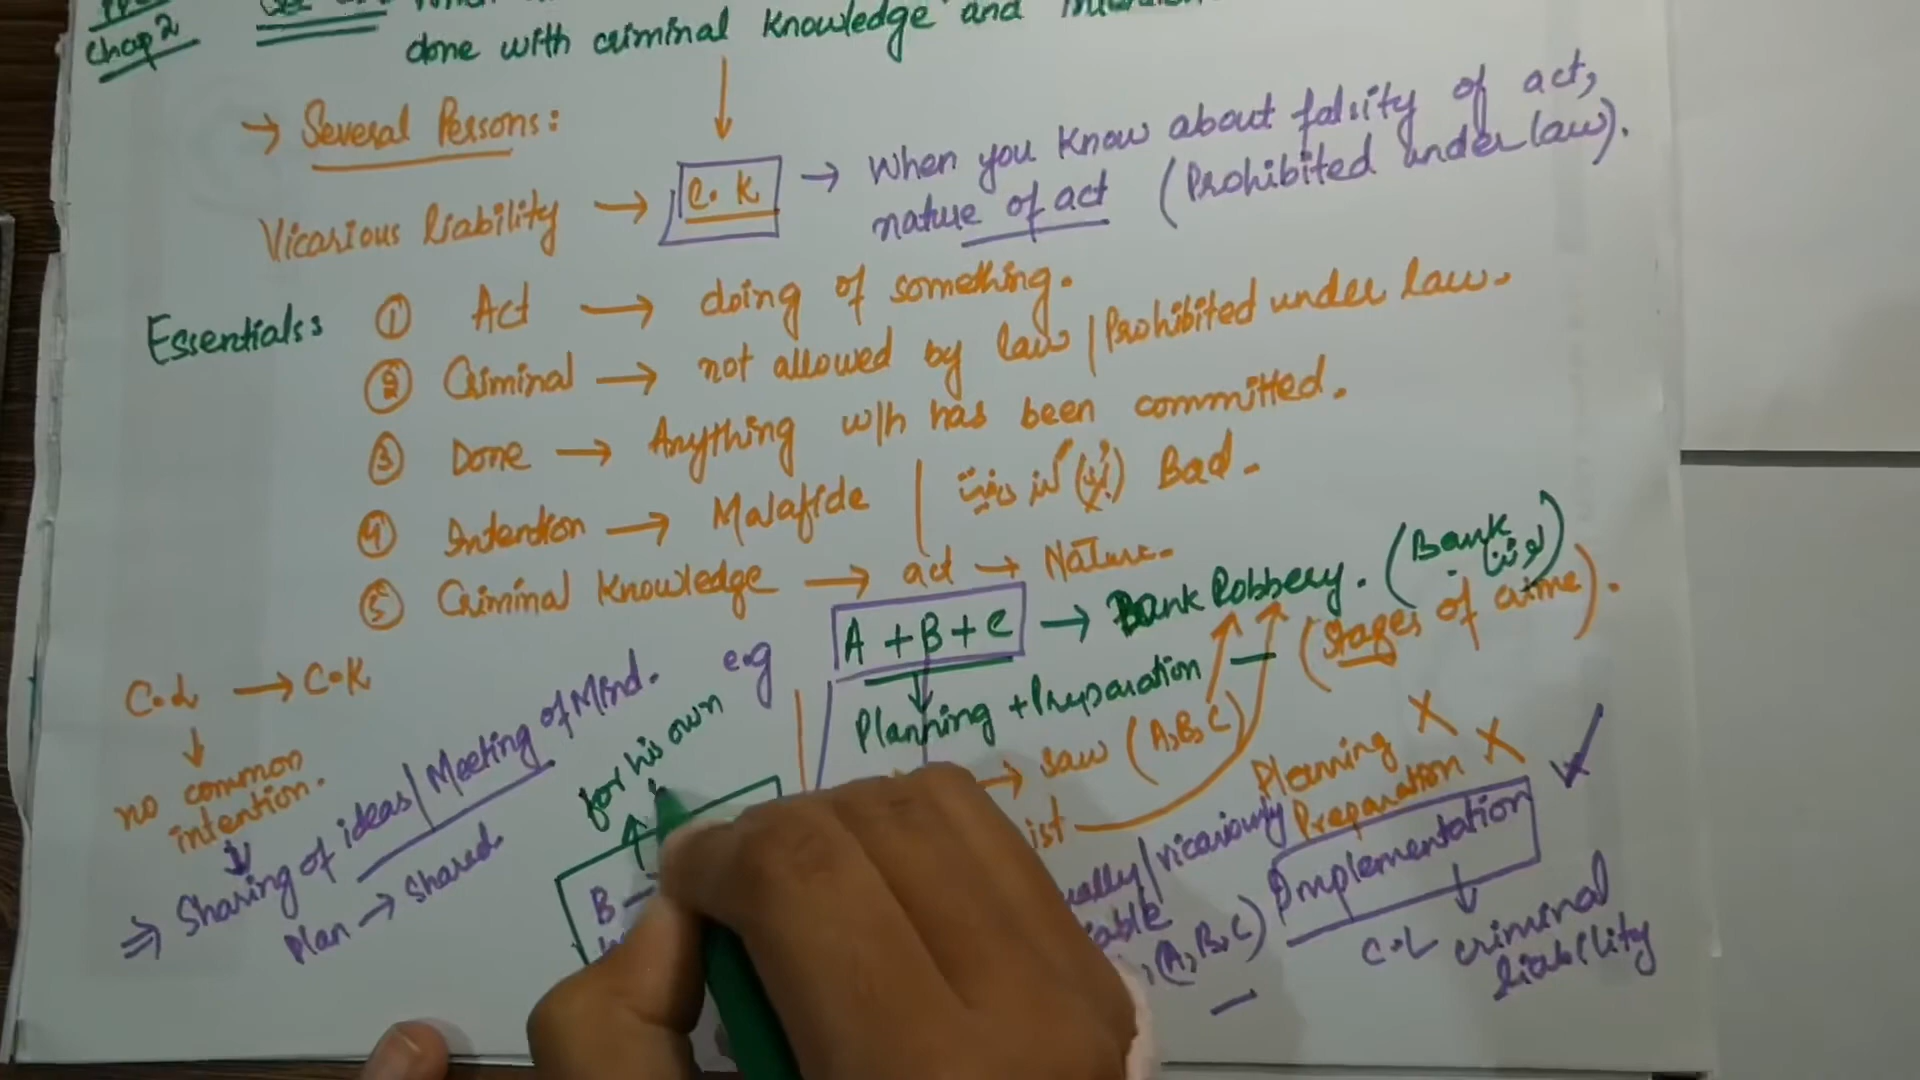 Chap 2
done with criminal knowledge and
→ Several Persons:
Vicarious liability → C.K → When you know about falsity of act,
nature of act (Prohibited under law).
Essentials:
① Act → doing of something.
② Criminal → not allowed by law | Prohibited under law.
③ Done → Anything w/h has been committed.
④ Intention → Malafide | Bad.
⑤ Criminal Knowledge → act → Nature.
e.g A + B + C → Bank Robbery. (Bank
(Stages of crime).
Planning + Preparation
→ saw (A,B,C)
Planning X
Preparation X
Implementation
C.L criminal
liability
vicariously
(A, B, C)
C.L → C.K
no common
intention.
⇒ Sharing of ideas | Meeting of Mind.
Plan → Shared.
for his own
B